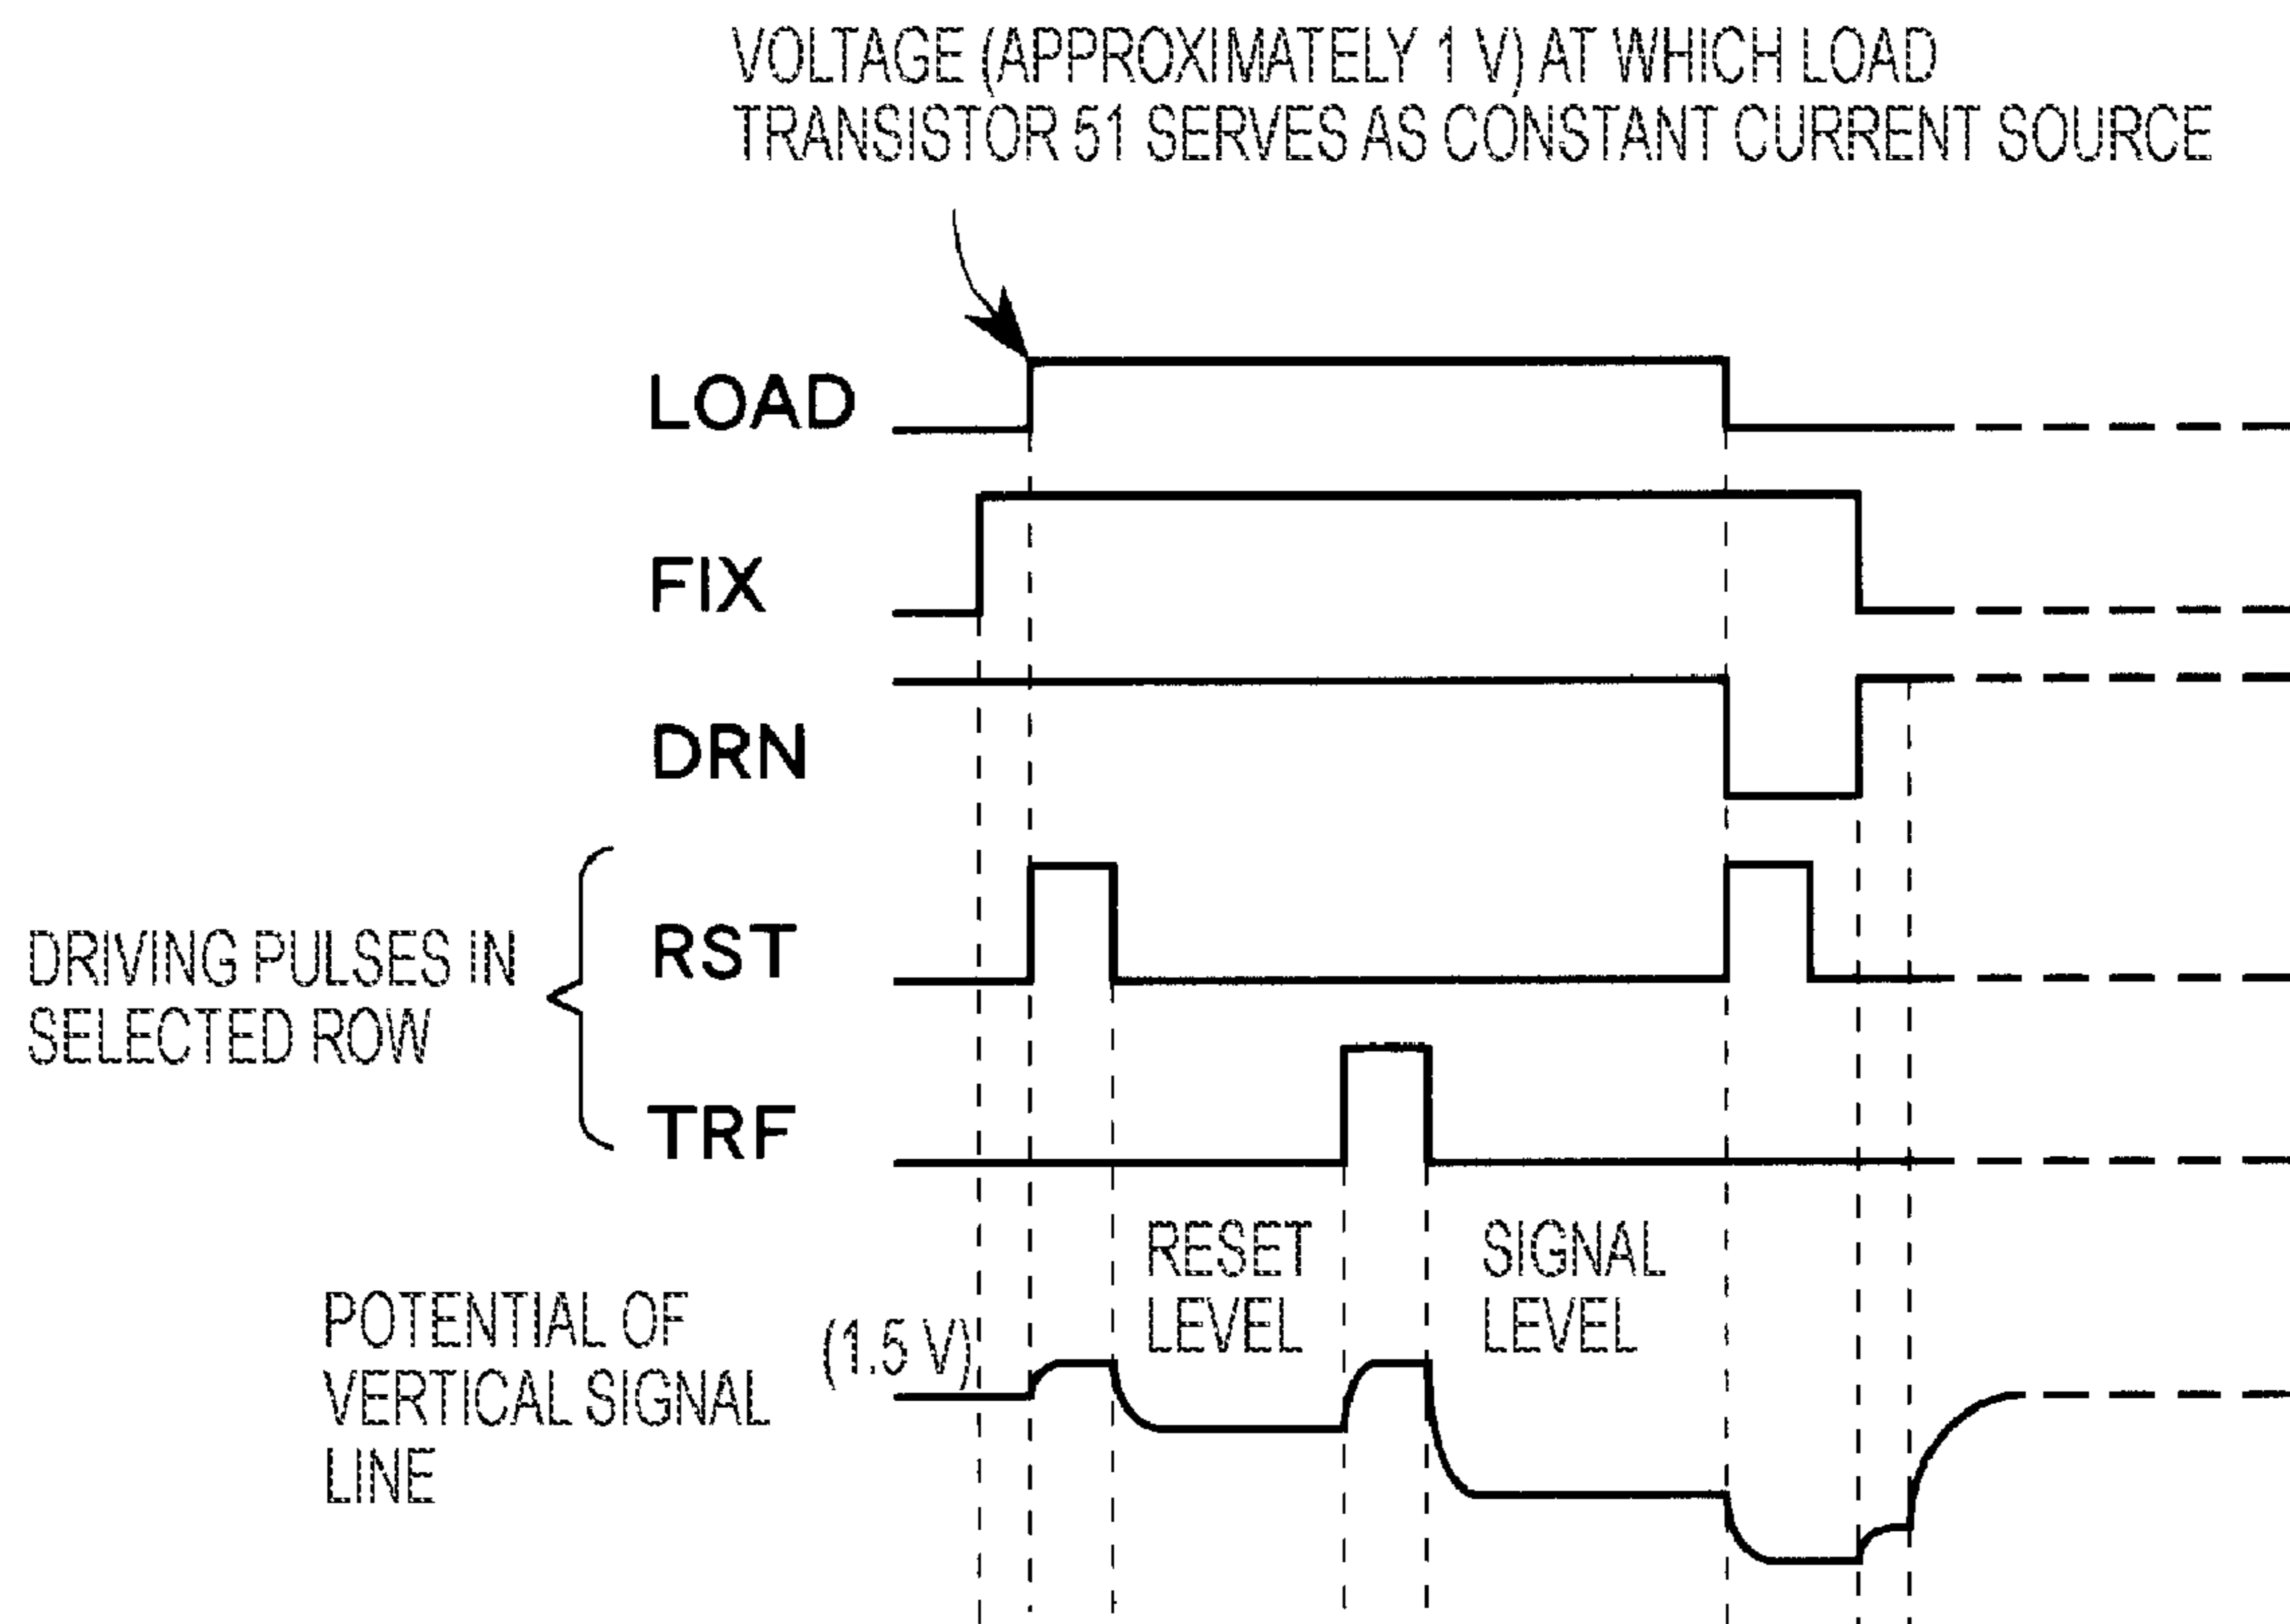 VOLTAGE (APPROXIMATELY 1 V) AT WHICH LOAD
TRANSISTOR 51 SERVES AS CONSTANT CURRENT SOURCE
LOAD
FIX
DRN
RST
DRIVING PULSES IN
SELECTED ROW
TRF
RESET
LEVEL
SIGNAL
LEVEL
POTENTIAL OF
VERTICAL SIGNAL
LINE
(1.5 V)